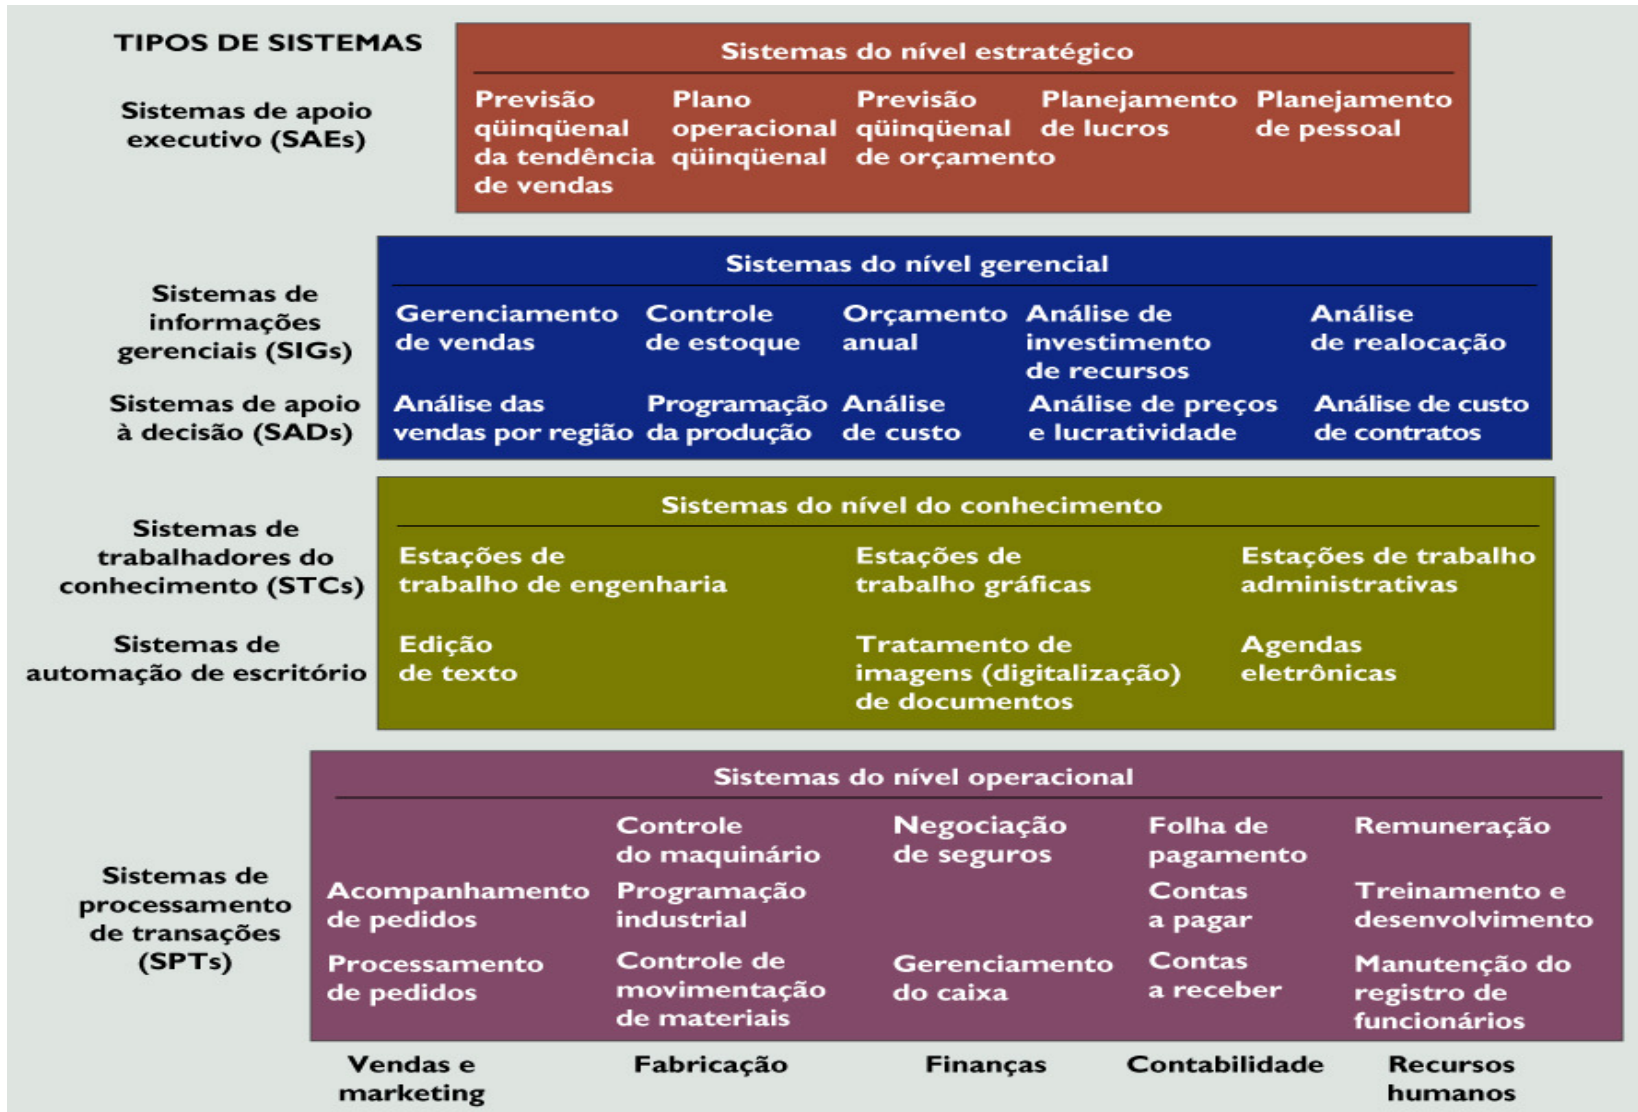 TIPOS DE SISTEMAS
Sistemas do nível estratégico
Sistemas de apoio
executivo (SAEs)
Previsão
qüinqüenal
da tendência
de vendas
Plano
operacional
qüinqüenal
Previsão
qüinqüenal
de orçamento
Planejamento
de lucros
Planejamento
de pessoal
Sistemas do nível gerencial
Sistemas de
informações
gerenciais (SIGs)
Gerenciamento
de vendas
Controle
de estoque
Orçamento
anual
Análise de
investimento
de recursos
Análise
de realocação
Sistemas de apoio
à decisão (SADs)
Análise das
vendas por região
Programação
da produção
Análise
de custo
Análise de preços
e lucratividade
Análise de custo
de contratos
Sistemas do nível do conhecimento
Sistemas de
trabalhadores do
conhecimento (STCs)
Estações de
trabalho de engenharia
Estações de
trabalho gráficas
Estações de trabalho
administrativas
Sistemas de
automação de escritório
Edição
de texto
Tratamento de
imagens (digitalização)
de documentos
Agendas
eletrônicas
Sistemas do nível operacional
Sistemas de
processamento
de transações
(SPTs)
Controle
do maquinário
Negociação
de seguros
Folha de
pagamento
Remuneração
Acompanhamento
de pedidos
Programação
industrial
Contas
a pagar
Treinamento e
desenvolvimento
Processamento
de pedidos
Controle de
movimentação
de materiais
Gerenciamento
do caixa
Contas
a receber
Manutenção do
registro de
funcionários
Vendas e
marketing
Fabricação
Finanças
Contabilidade
Recursos
humanos